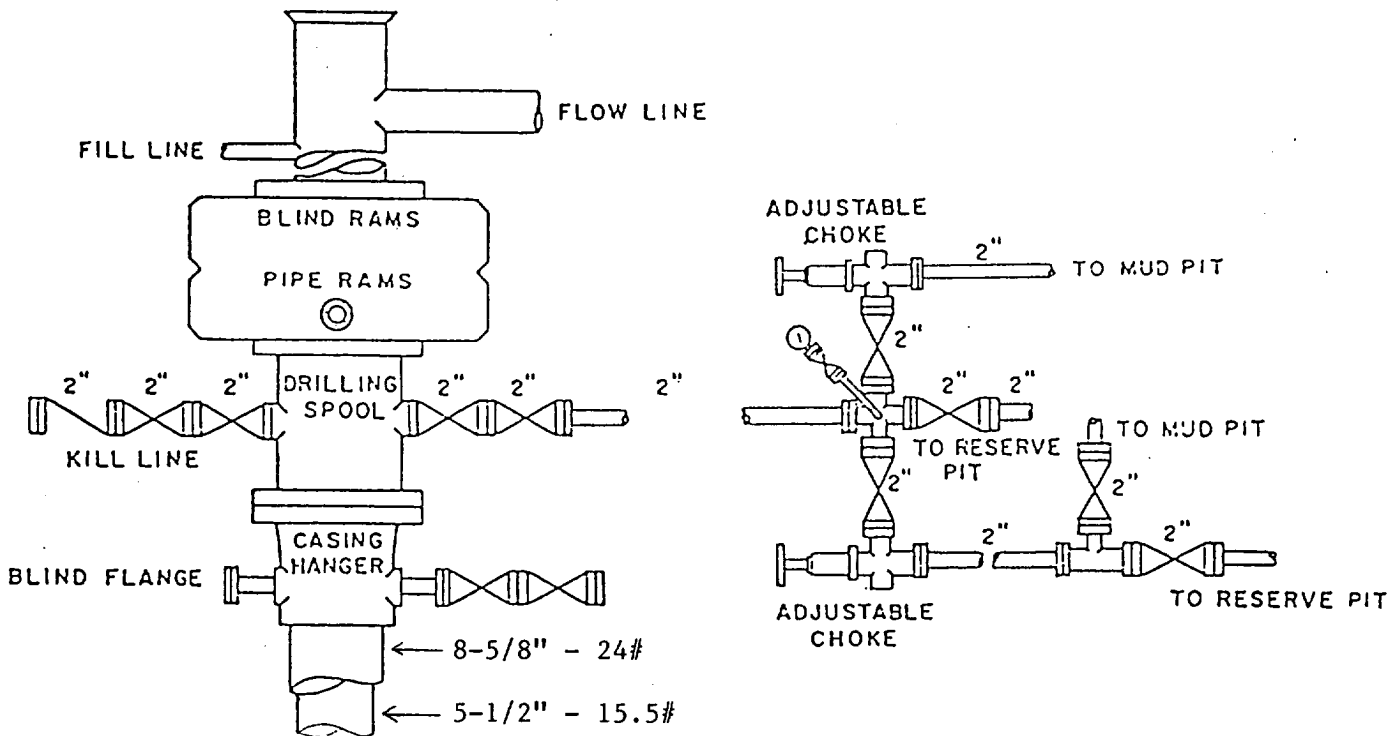 FLOW LINE
FILL LINE
BLIND RAMS
PIPE RAMS
2" 2" 2" DRILLING SPOOL 2" 2" 2"
KILL LINE
CASING
HANGER
BLIND FLANGE
8-5/8" - 24#
5-1/2" - 15.5#
ADJUSTABLE
CHOKE
2"
TO MUD PIT
2"
2" 2"
TO RESERVE
PIT
TO MUD PIT
2"
2"
2"
2"
TO RESERVE PIT
ADJUSTABLE
CHOKE